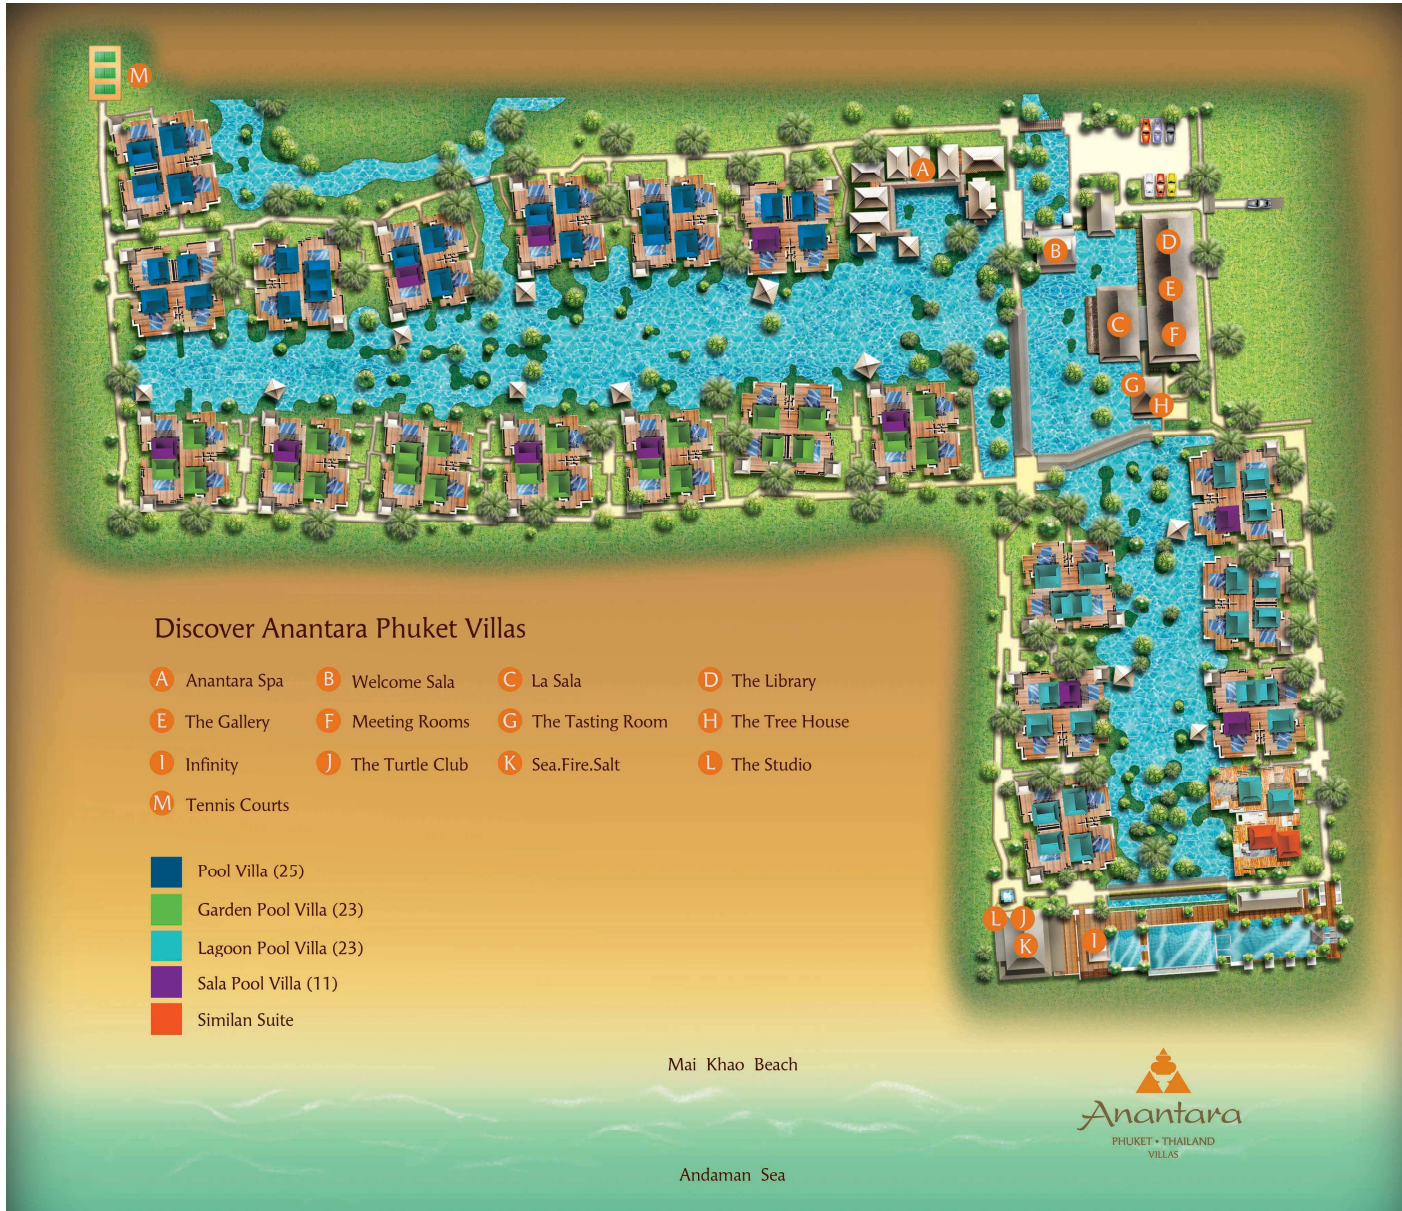 M
A
B
D
E
C
F
G
H
Discover Anantara Phuket Villas
A Anantara Spa
B Welcome Sala
C La Sala
D The Library
E The Gallery
F Meeting Rooms
G The Tasting Room
H The Tree House
I Infinity
J The Turtle Club
K Sea.Fire.Salt
L The Studio
M Tennis Courts
Pool Villa (25)
Garden Pool Villa (23)
Lagoon Pool Villa (23)
Sala Pool Villa (11)
Similan Suite
L
J
K
I
Mai Khao Beach
Andaman Sea
Anantara
PHUKET • THAILAND
VILLAS